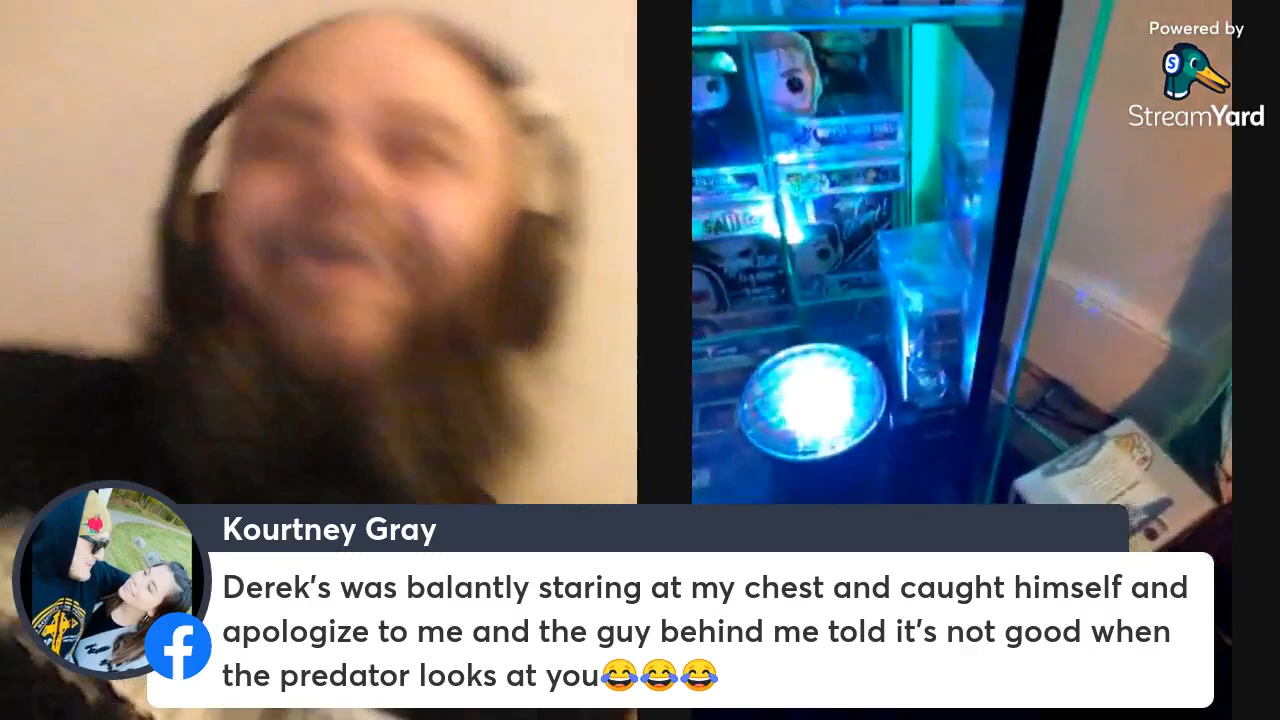 Powered by
StreamYard
S
SAW
Kourtney Gray
Derek's was balantly staring at my chest and caught himself and
apologize to me and the guy behind me told it's not good when
the predator looks at you😂😂😂